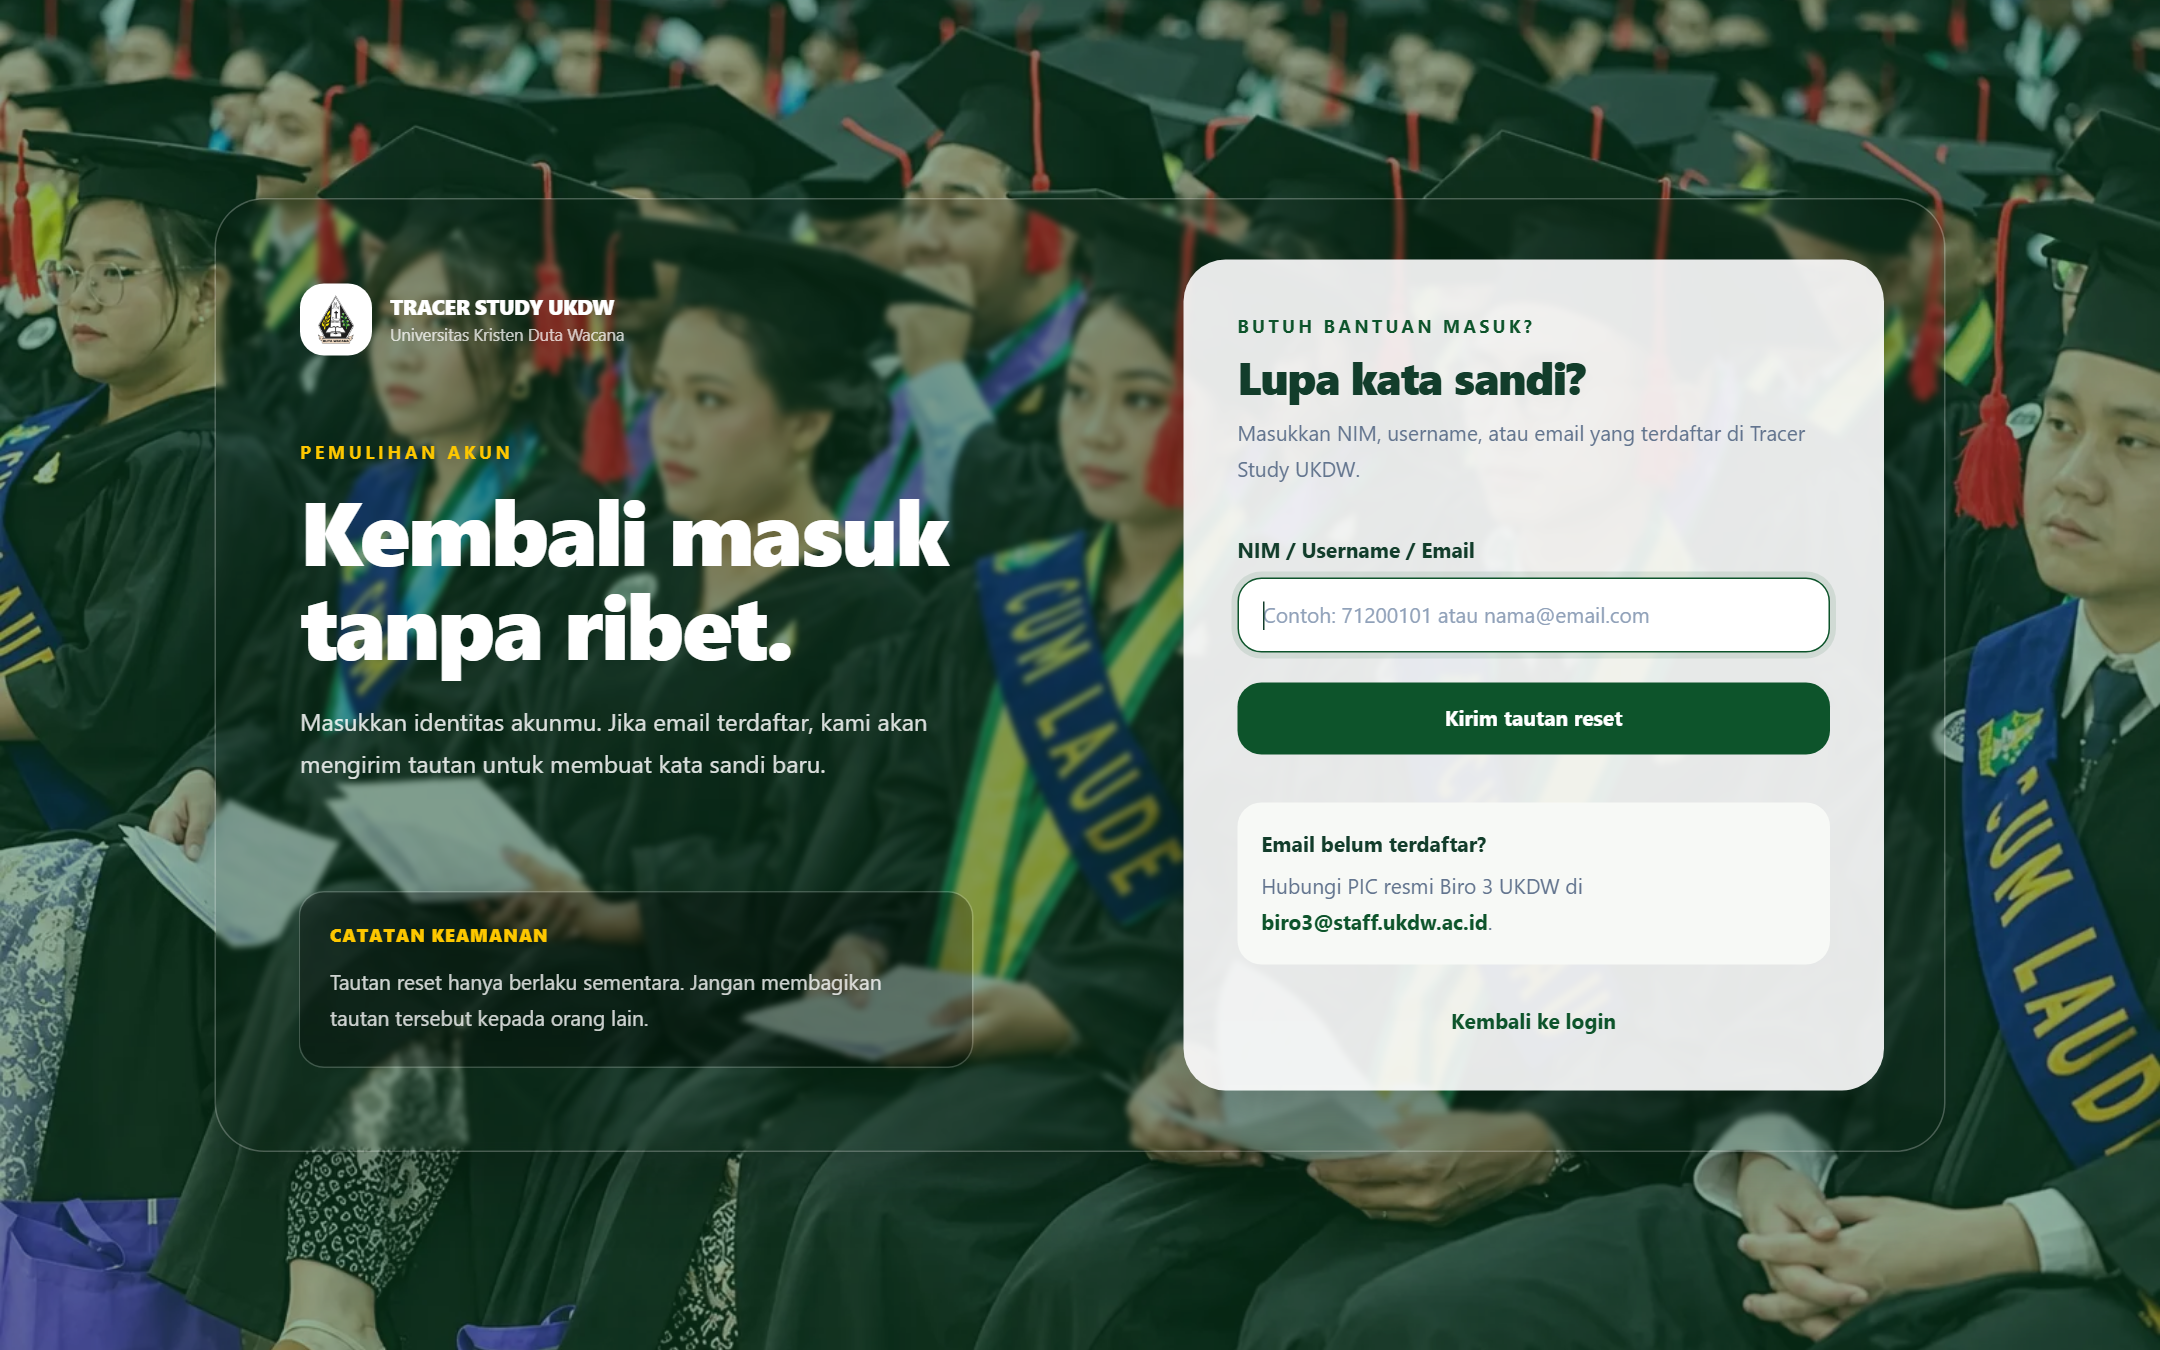 TRACER STUDY UKDW
Universitas Kristen Duta Wacana
PEMULIHAN AKUN
Kembali masuk
tanpa ribet.
Masukkan identitas akunmu. Jika email terdaftar, kami akan
mengirim tautan untuk membuat kata sandi baru.
CATATAN KEAMANAN
Tautan reset hanya berlaku sementara. Jangan membagikan
tautan tersebut kepada orang lain.
BUTUH BANTUAN MASUK?
Lupa kata sandi?
Masukkan NIM, username, atau email yang terdaftar di Tracer
Study UKDW.
NIM / Username / Email
Contoh: 71200101 atau nama@email.com
Kirim tautan reset
Email belum terdaftar?
Hubungi PIC resmi Biro 3 UKDW di
biro3@staff.ukdw.ac.id.
Kembali ke login
CUM LAUDE
CUM LAUD